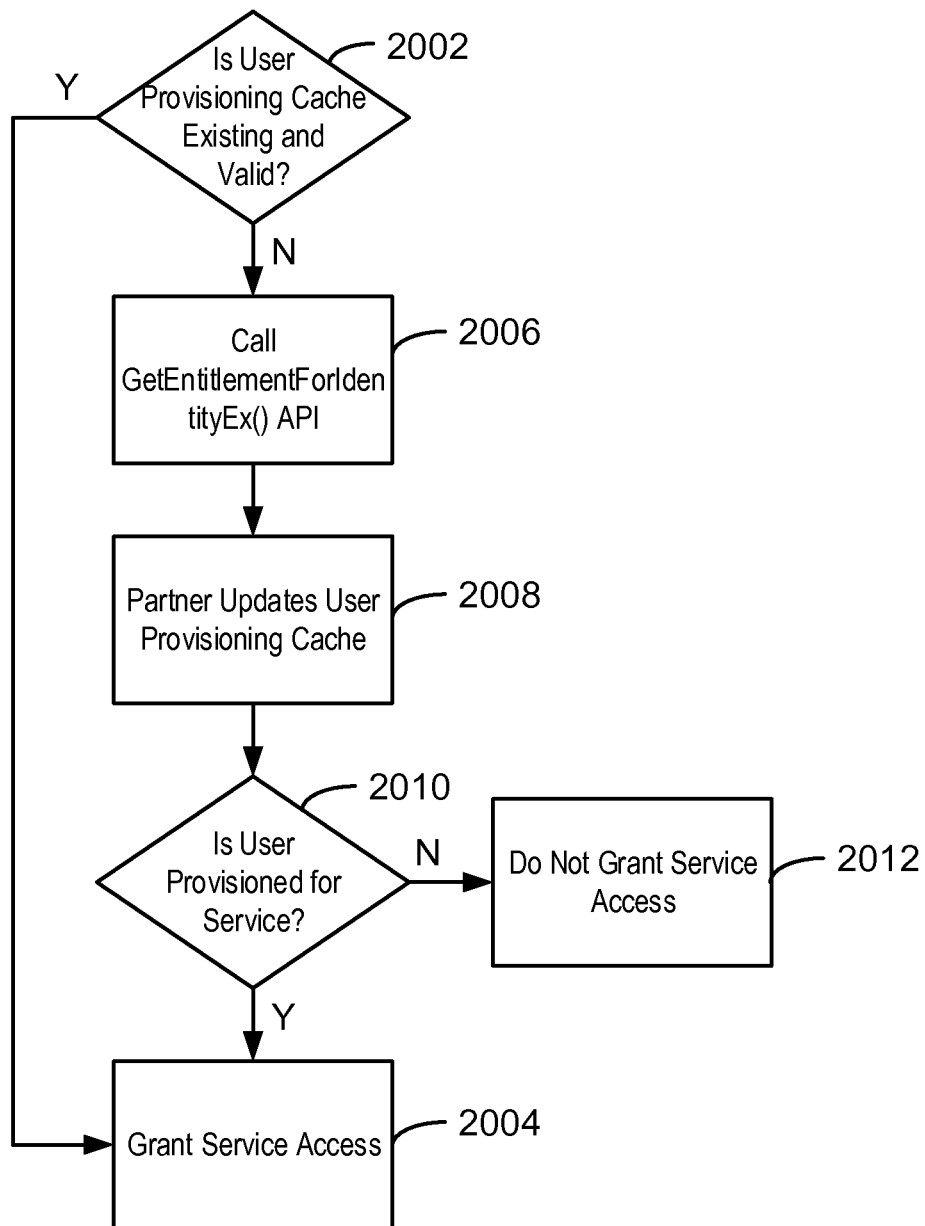 2002
Is User
Provisioning Cache
Existing and
Valid?
Y
N
2006
Call
GetEntitlementForIden
tityEx() API
2008
Partner Updates User
Provisioning Cache
2010
Is User
Provisioned for
Service?
N
Do Not Grant Service
Access
2012
Y
Grant Service Access
2004